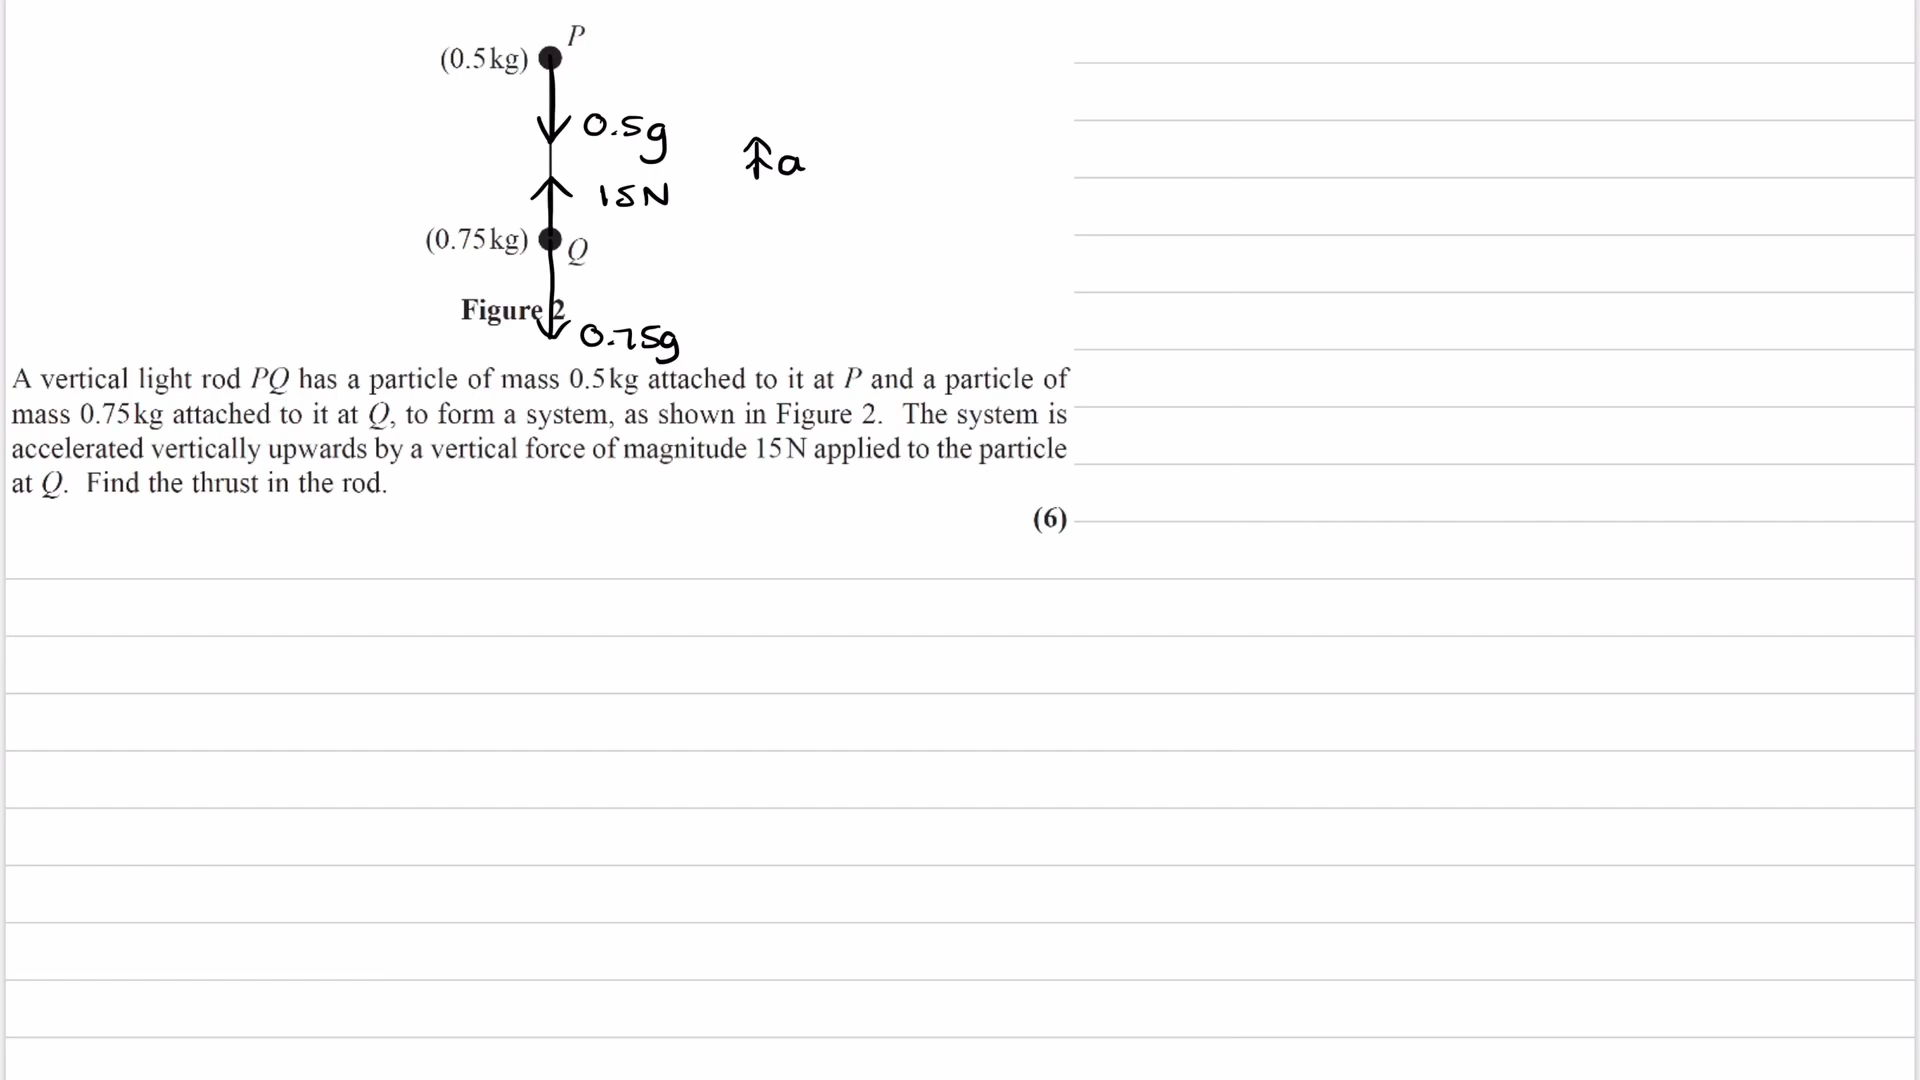 P
(0.5 kg)
0.5g
a
15N
(0.75 kg)
Q
Figure 2
0.75g
A vertical light rod PQ has a particle of mass 0.5 kg attached to it at P and a particle of
mass 0.75 kg attached to it at Q, to form a system, as shown in Figure 2. The system is
accelerated vertically upwards by a vertical force of magnitude 15 N applied to the particle
at Q. Find the thrust in the rod.
(6)